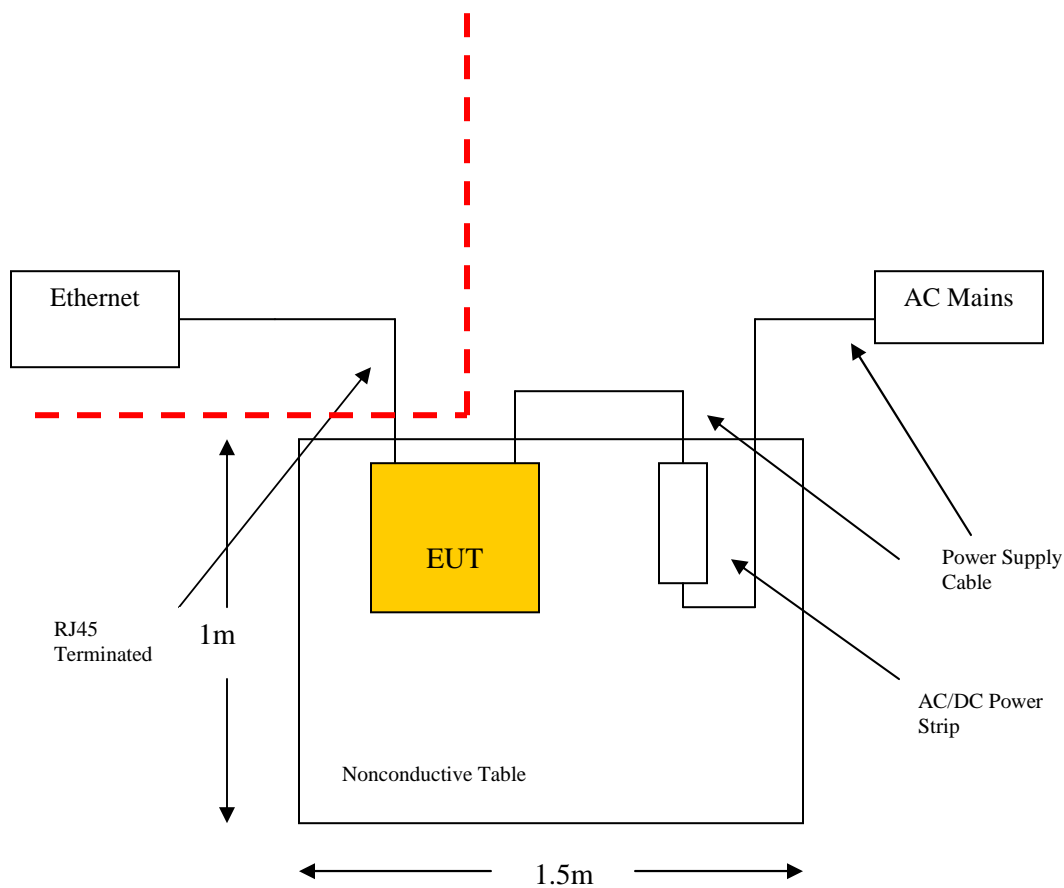 Ethernet
AC Mains
EUT
Power Supply
Cable
RJ45
Terminated
1m
AC/DC Power
Strip
Nonconductive Table
1.5m